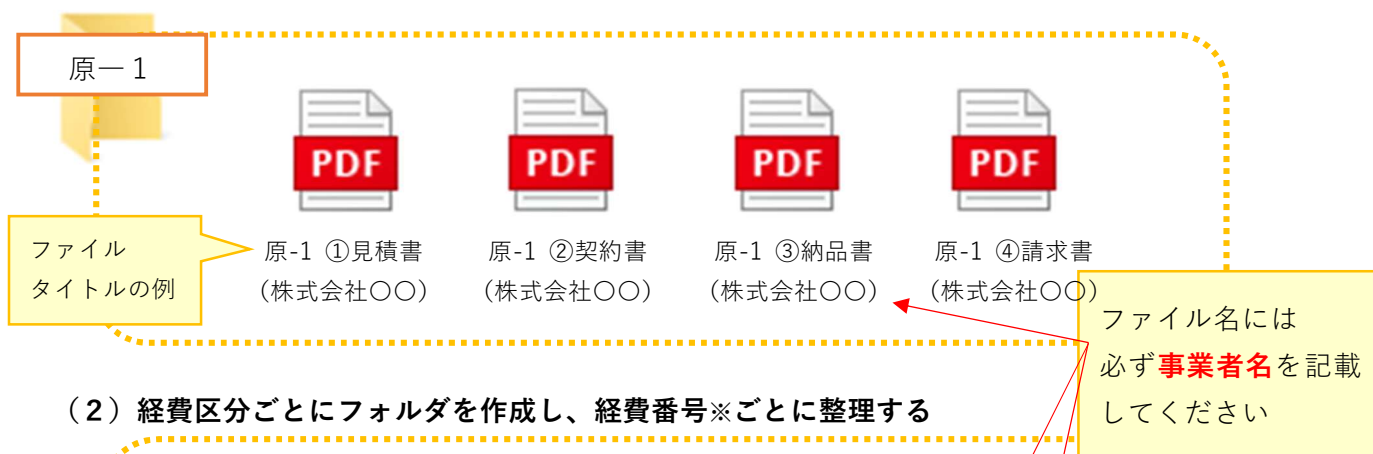 原―1
PDF
PDF
PDF
PDF
ファイル
タイトルの例
原-1 ①見積書
(株式会社〇〇)
原-1 ②契約書
(株式会社〇〇)
原-1 ③納品書
(株式会社〇〇)
原-1 ④請求書
(株式会社〇〇)
ファイル名には
必ず事業者名を記載
してください
(2)経費区分ごとにフォルダを作成し、経費番号※ごとに整理する